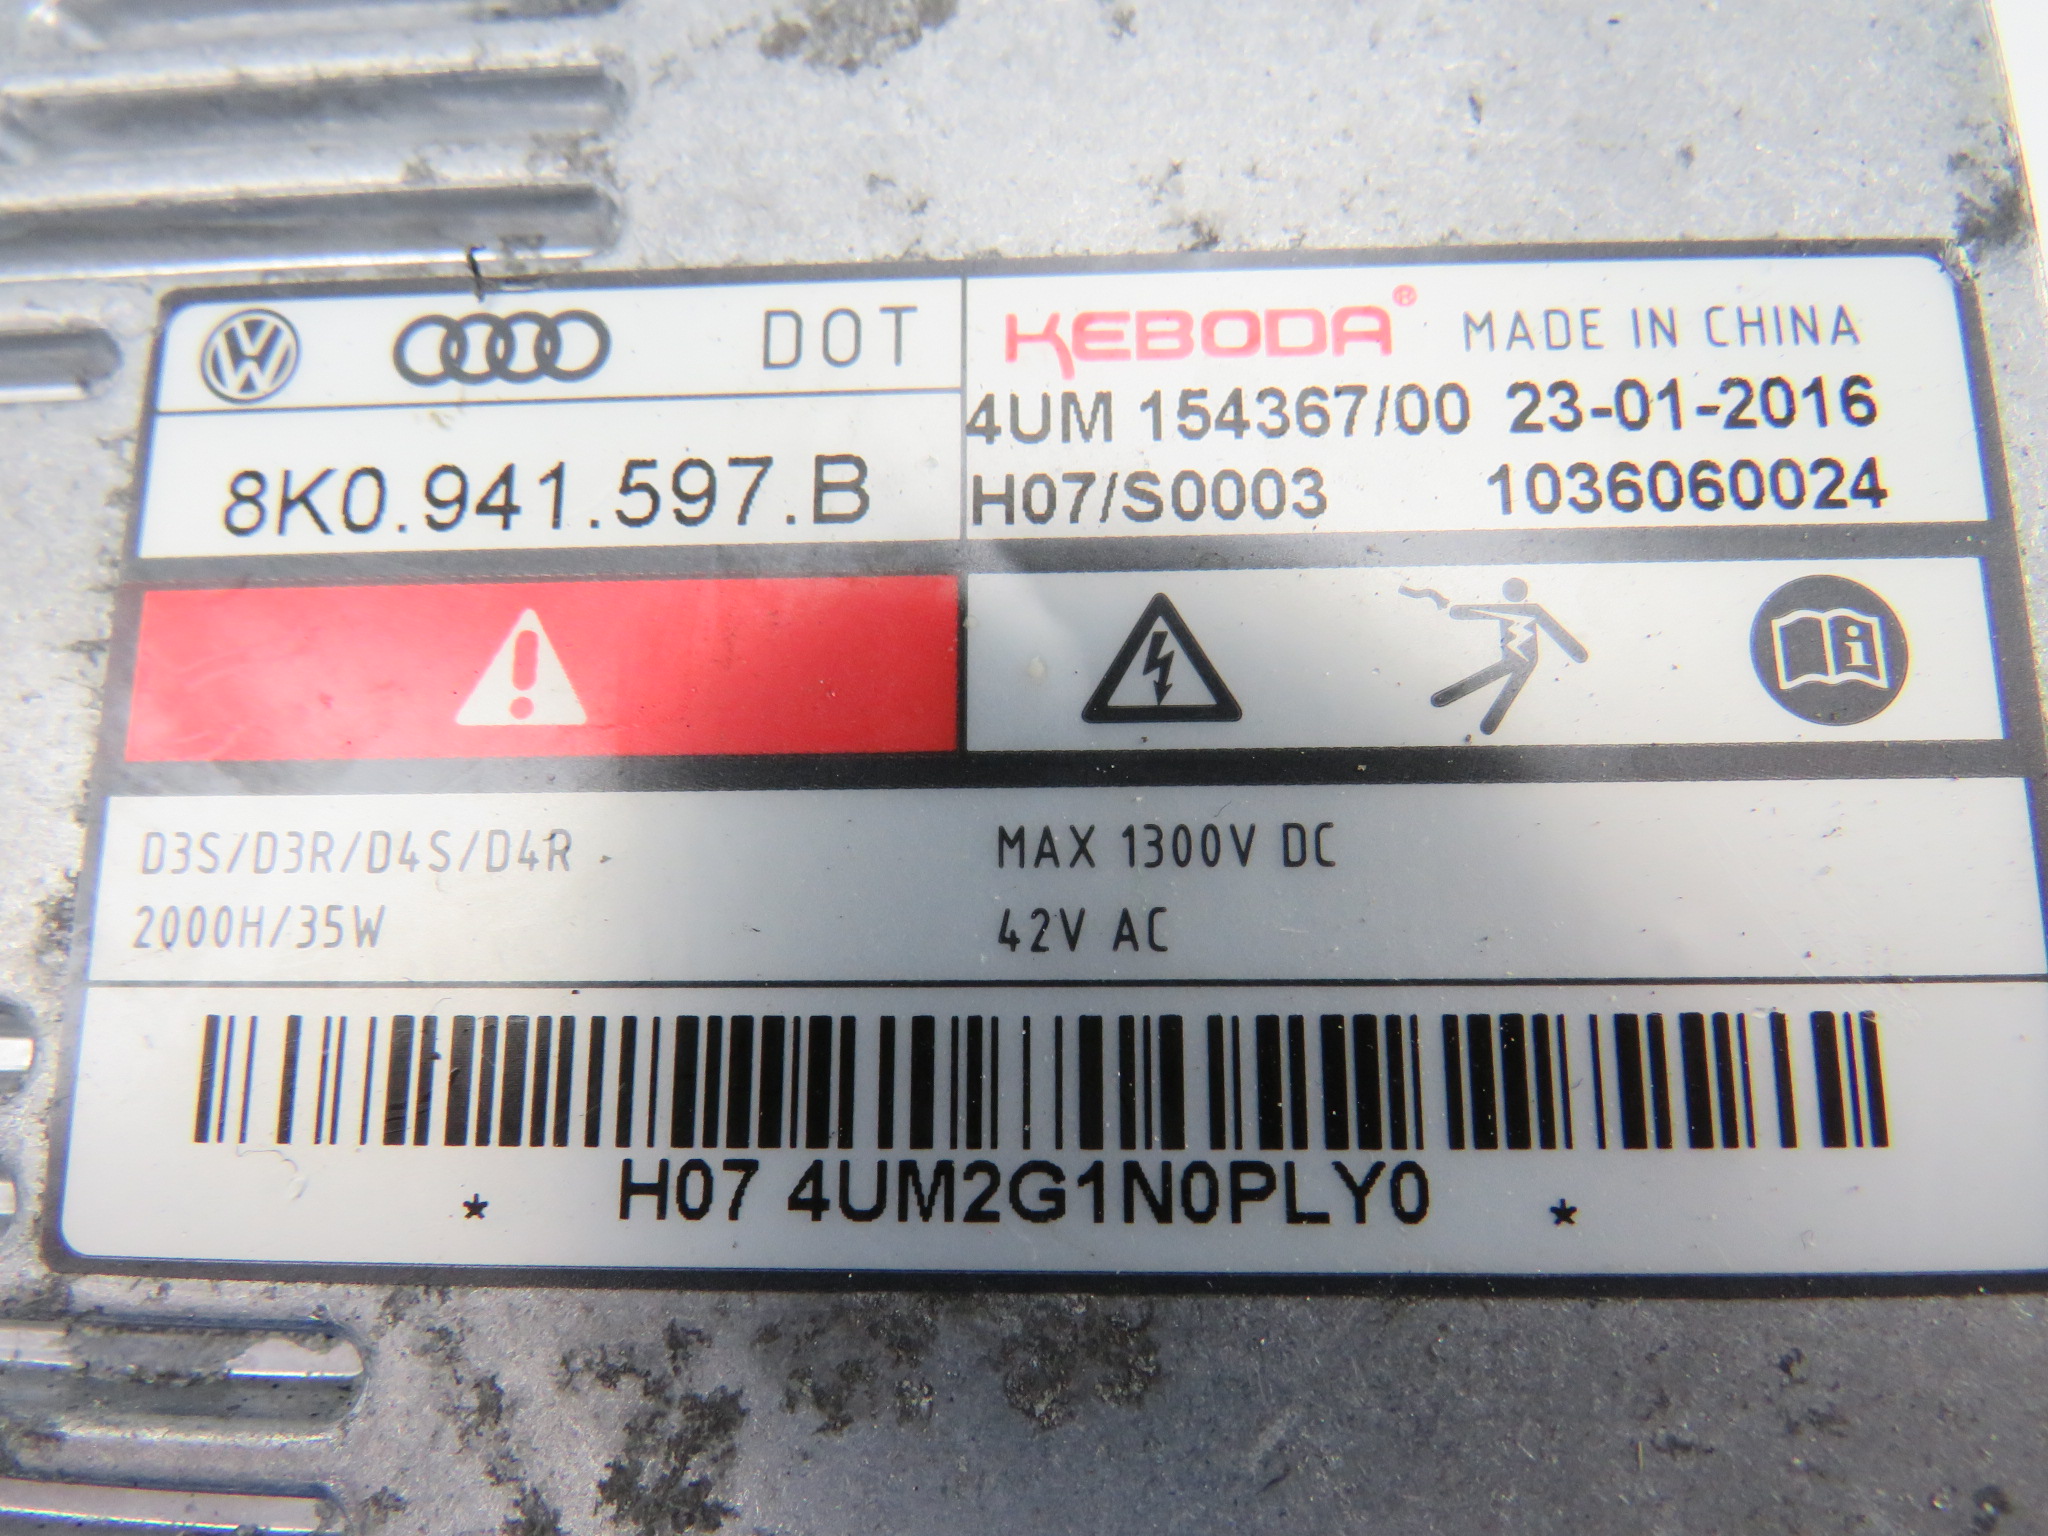 DOT
8K0.941.597.B
KEBODA® MADE IN CHINA
4UM 154367/00 23-01-2016
H07/S0003 1036060024
D3S/D3R/D4S/D4R
2000H/35W
MAX 1300V DC
42V AC
* H07 4UM2G1N0PLY0 *